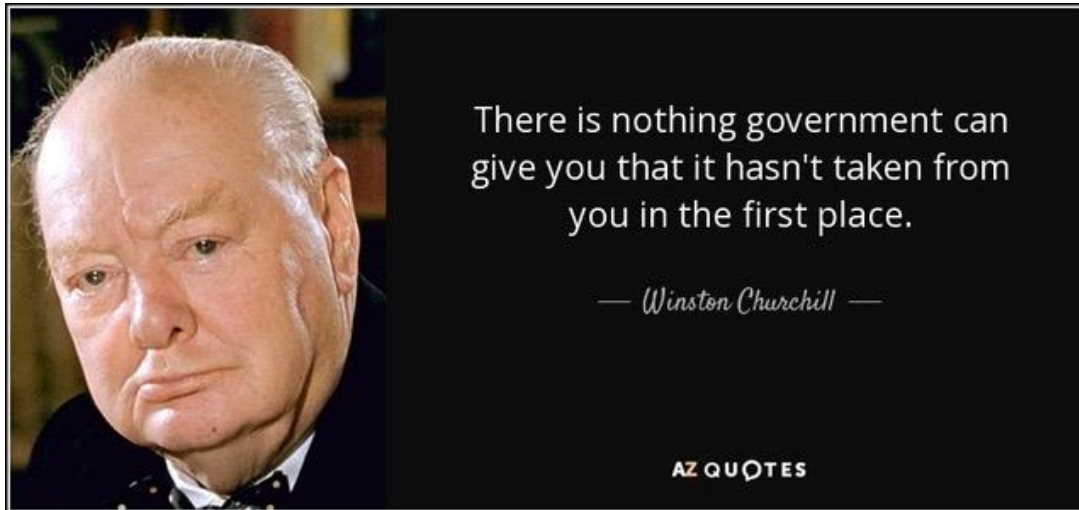 There is nothing government can
give you that it hasn't taken from
you in the first place.
— Winston Churchill —
AZ QUOTES